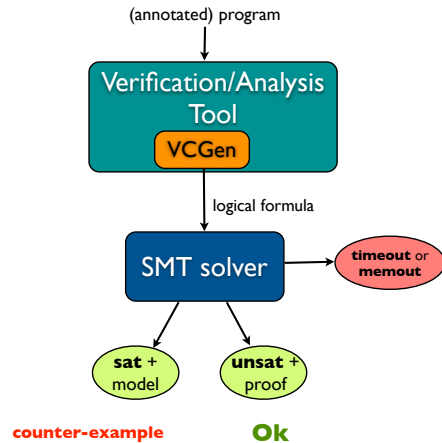 (annotated) program
Verification/Analysis
Tool
VCGen
logical formula
SMT solver
timeout or
memout
sat +
model
unsat +
proof
counter-example
Ok